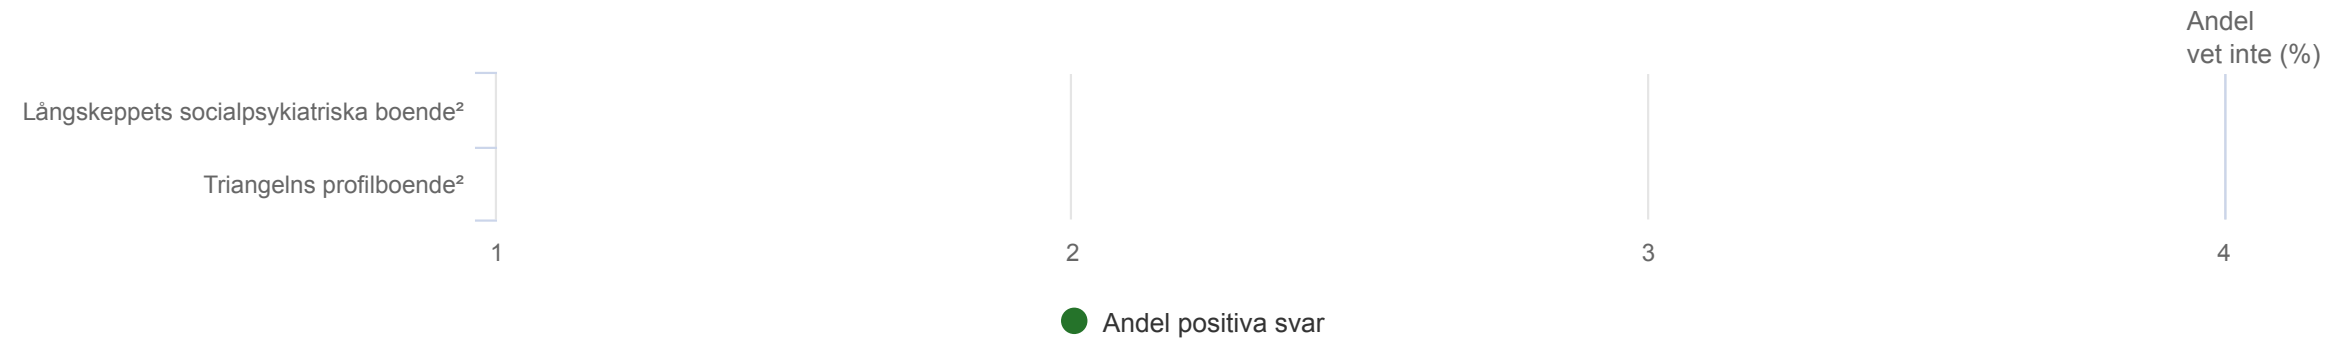 Andel
vet inte (%)
Långskeppets socialpsykiatriska boende²
Triangelns profilboende²
1 2 3 4
Andel positiva svar